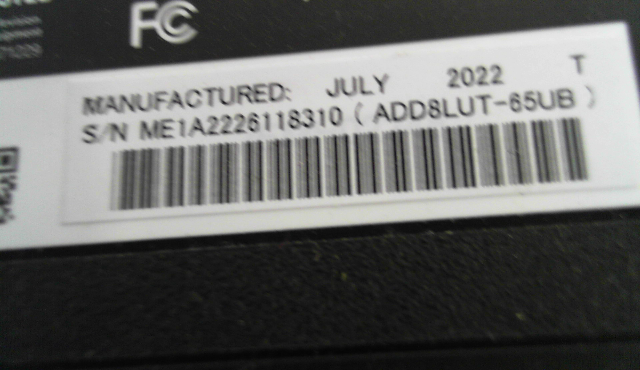 FC
MANUFACTURED: JULY 2022 T
S/N ME1A2226118310 ( ADD8LUT-65UB )